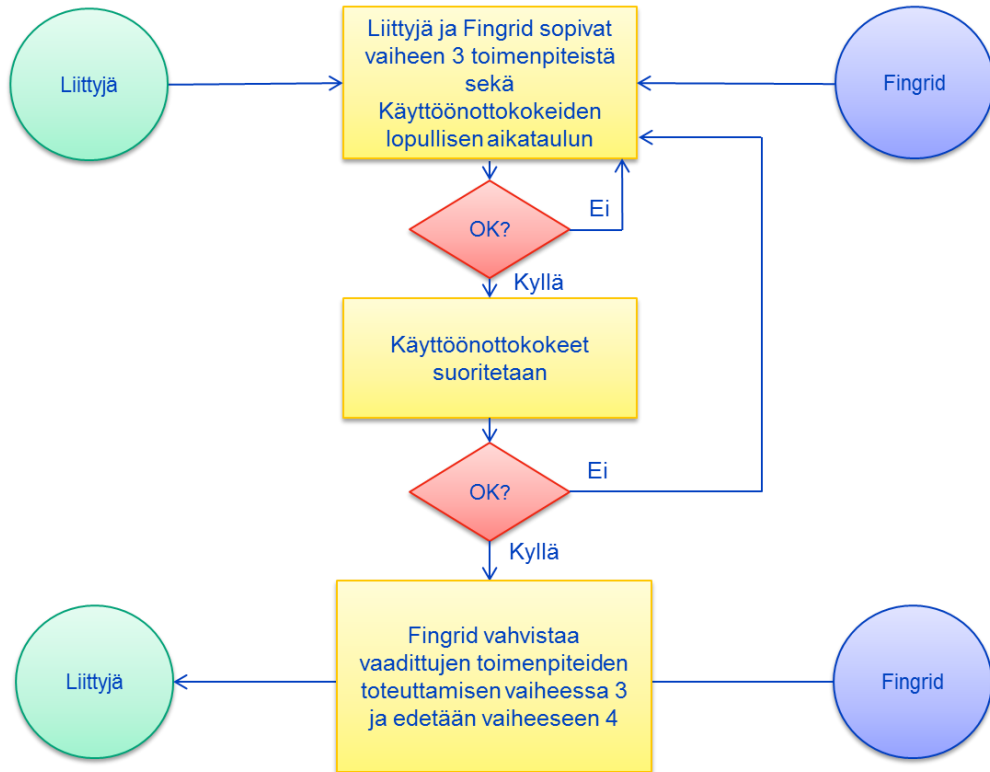 Liittyjä
Liittyjä ja Fingrid sopivat
vaiheen 3 toimenpiteistä
sekä
Käyttöönottokokeiden
lopullisen aikataulun
Fingrid
OK?
Ei
Kyllä
Käyttöönottokokeet
suoritetaan
OK?
Ei
Kyllä
Liittyjä
Fingrid vahvistaa
vaadittujen toimenpiteiden
toteuttamisen vaiheessa 3
ja edetään vaiheeseen 4
Fingrid